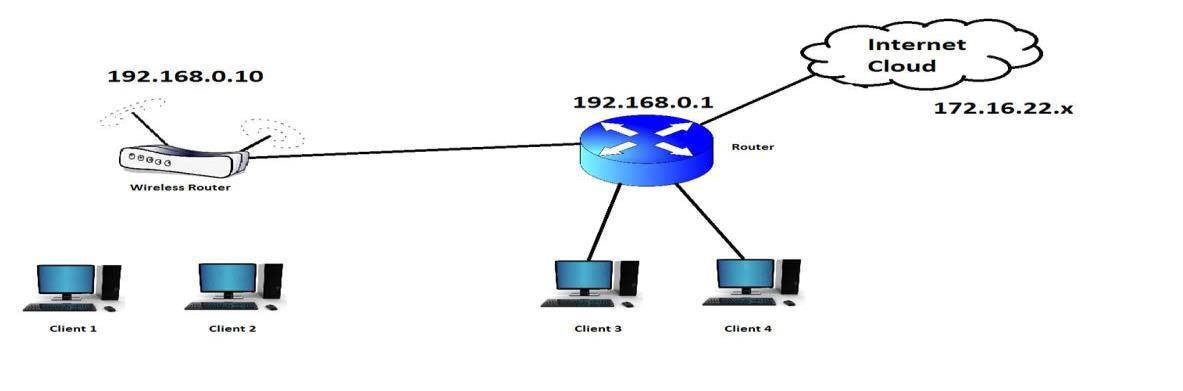 Internet
Cloud
192.168.0.10
192.168.0.1
172.16.22.x
Router
Wireless Router
Client 1
Client 2
Client 3
Client 4